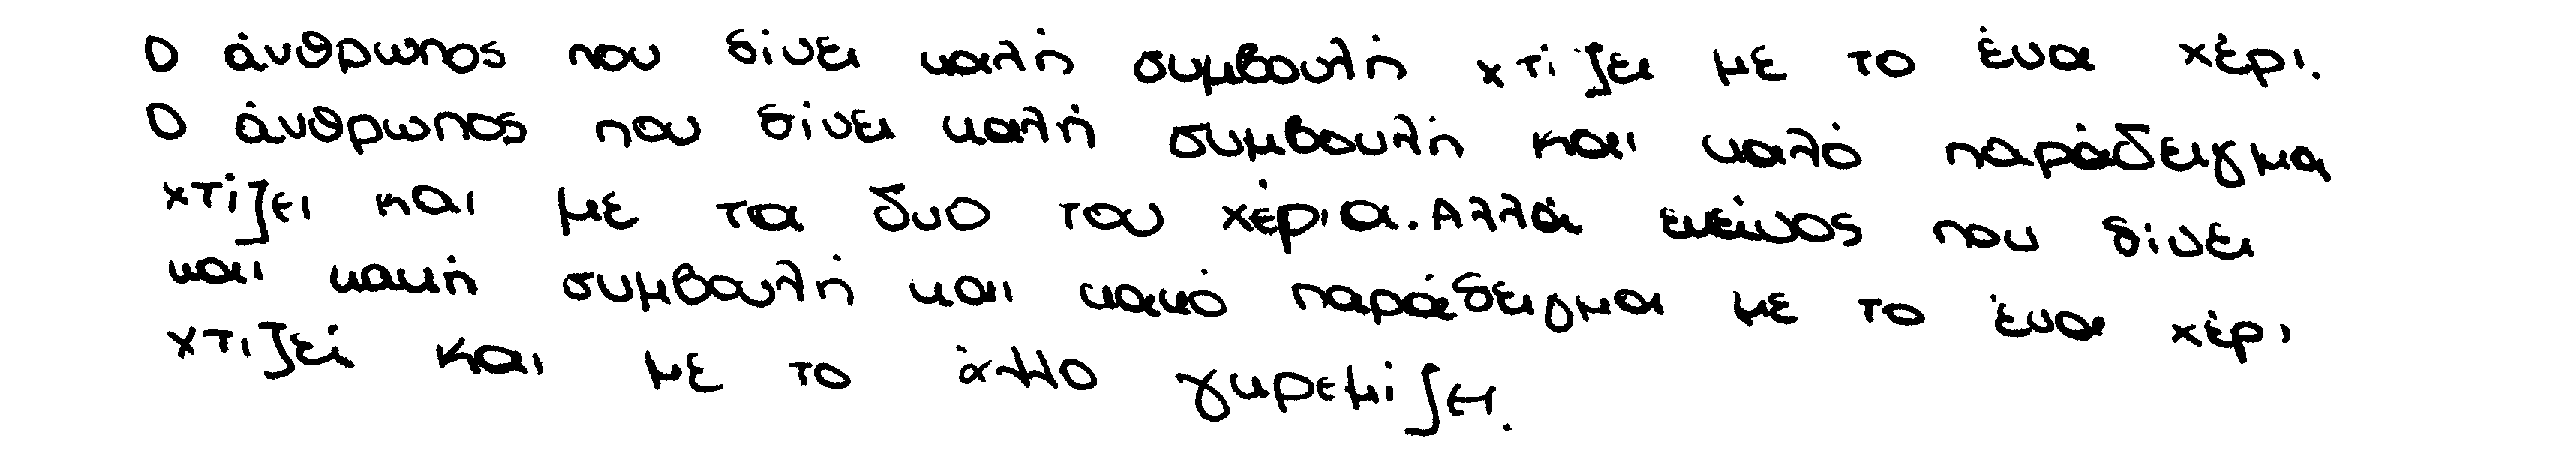 Ο άνθρωπος που δίνει καλή συμβουλή χτίζει με το ένα χέρι.
Ο άνθρωπος που δίνει καλή συμβουλή και καλό παράδειγμα
χτίζει και με τα δυο του χέρια. Αλλά εκείνος που δίνει
και κακή συμβουλή και κακό παράδειγμα με το ένα χέρι
χτιζεί και με το άλλο γκρεμίζει.